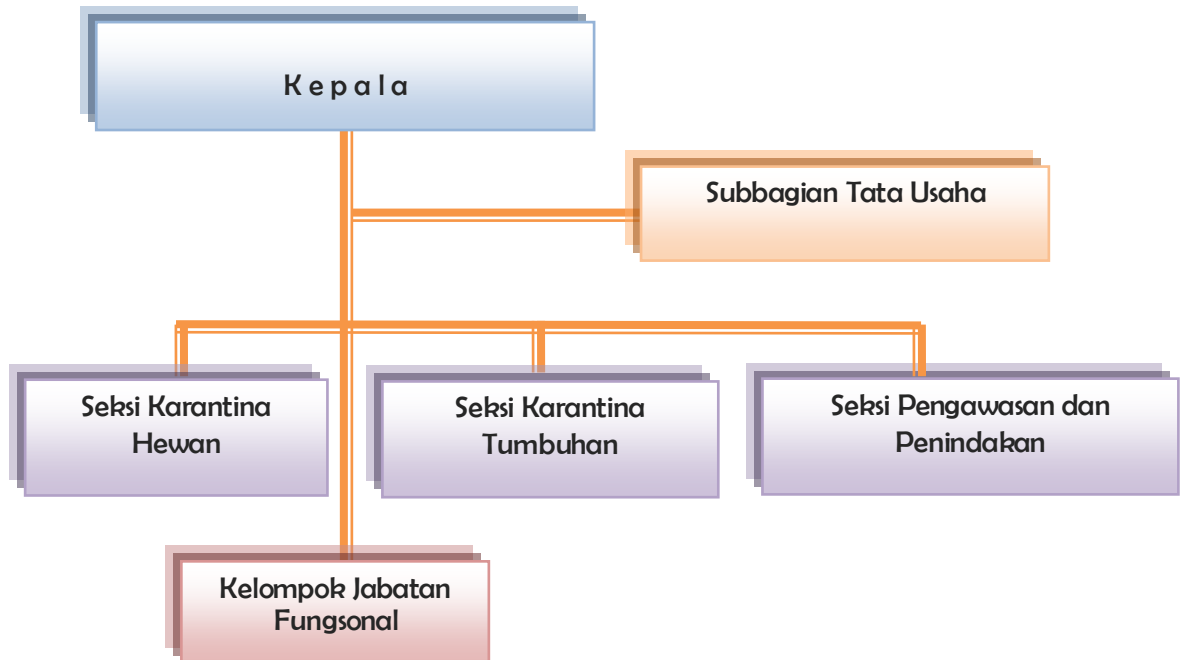 K e p a l a
Subbagian Tata Usaha
Seksi Karantina
Hewan
Seksi Karantina
Tumbuhan
Seksi Pengawasan dan
Penindakan
Kelompok Jabatan
Fungsonal